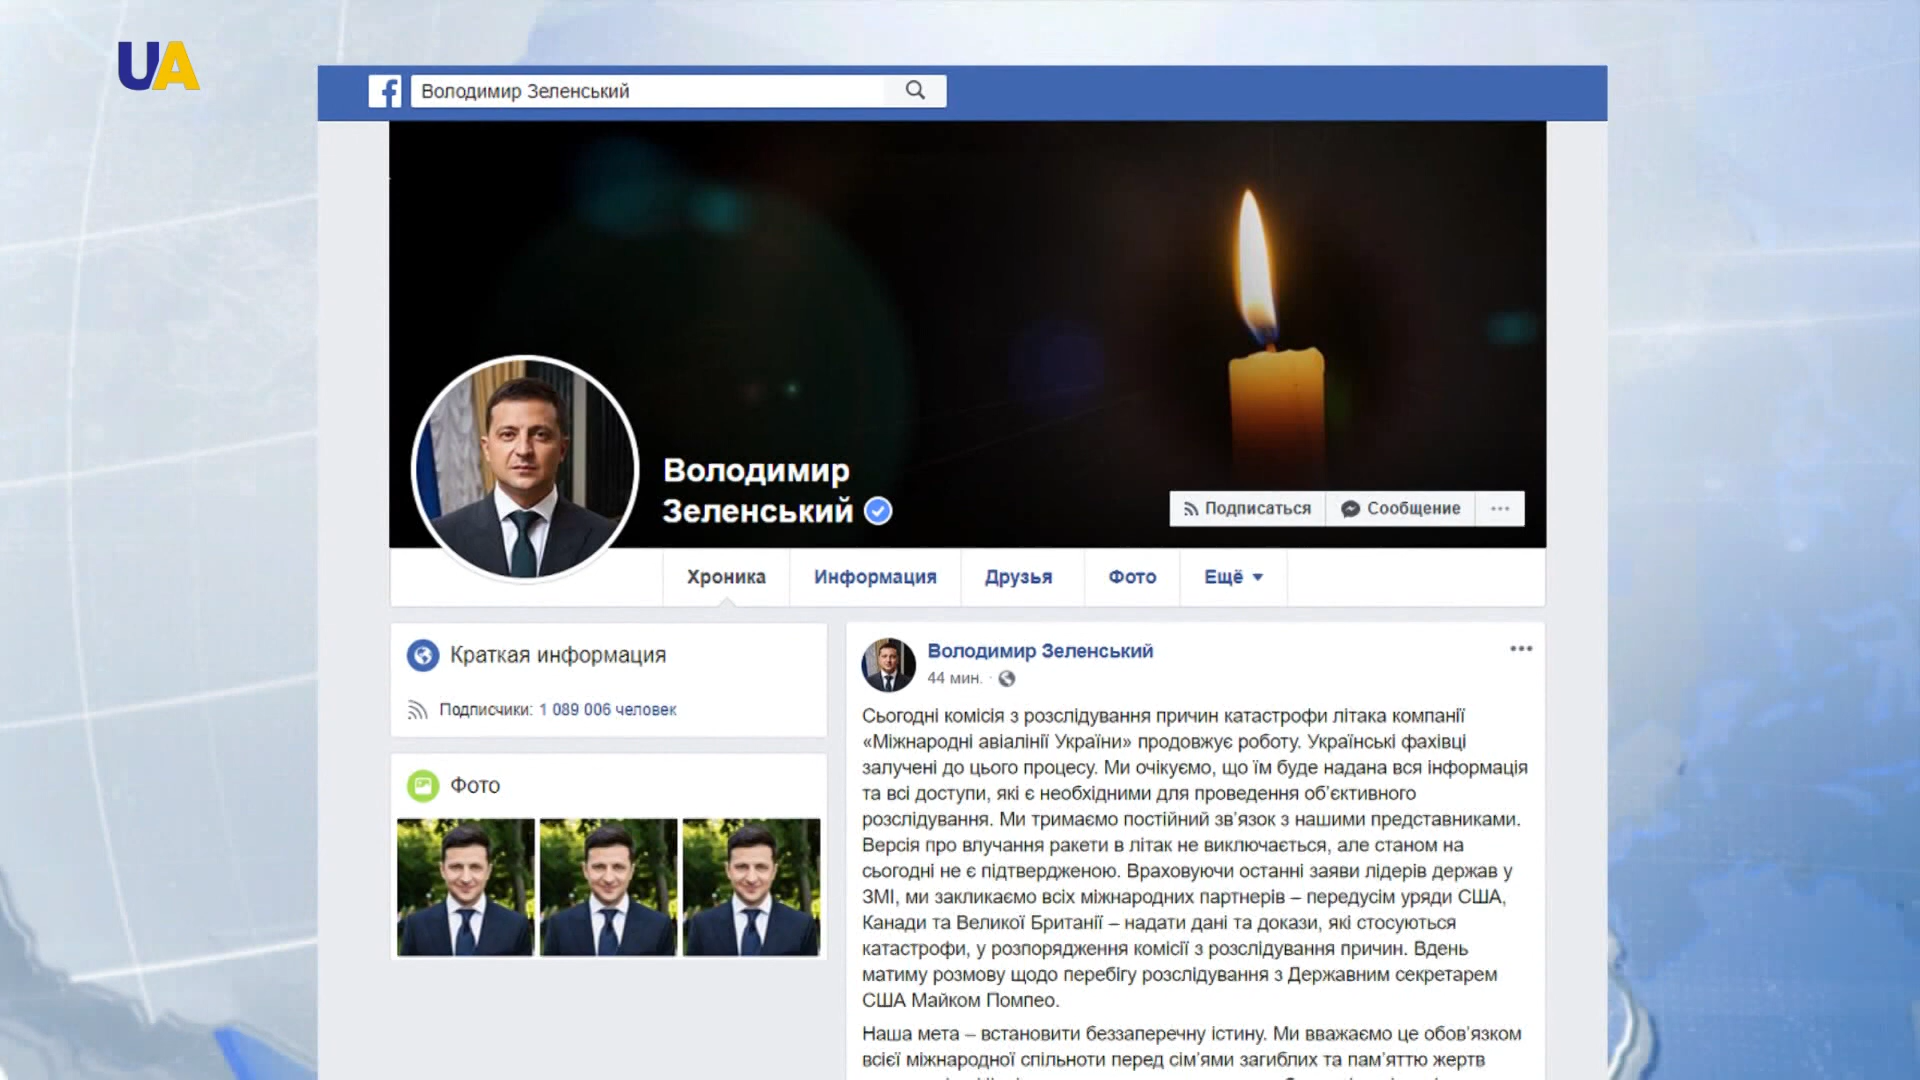 UA
Володимир Зеленський
Володимир
Зеленський
Подписаться
Сообщение
Хроника
Информация
Друзья
Фото
Ещё
Краткая информация
Подписчики: 1 089 006 человек
Фото
Володимир Зеленський
44 мин.
Сьогодні комісія з розслідування причин катастрофи літака компанії
«Міжнародні авіалінії України» продовжує роботу. Українські фахівці
залучені до цього процесу. Ми очікуємо, що їм буде надана вся інформація
та всі доступи, які є необхідними для проведення об’єктивного
розслідування. Ми тримаємо постійний зв’язок з нашими представниками.
Версія про влучання ракети в літак не виключається, але станом на
сьогодні не є підтвердженою. Враховуючи останні заяви лідерів держав у
ЗМІ, ми закликаємо всіх міжнародних партнерів – передусім уряди США,
Канади та Великої Британії – надати дані та докази, які стосуються
катастрофи, у розпорядження комісії з розслідування причин. Вдень
матиму розмову щодо перебігу розслідування з Державним секретарем
США Майком Помпео.
Наша мета – встановити беззаперечну істину. Ми вважаємо це обов’язком
всієї міжнародної спільноти перед сім’ями загиблих та пам’яттю жертв